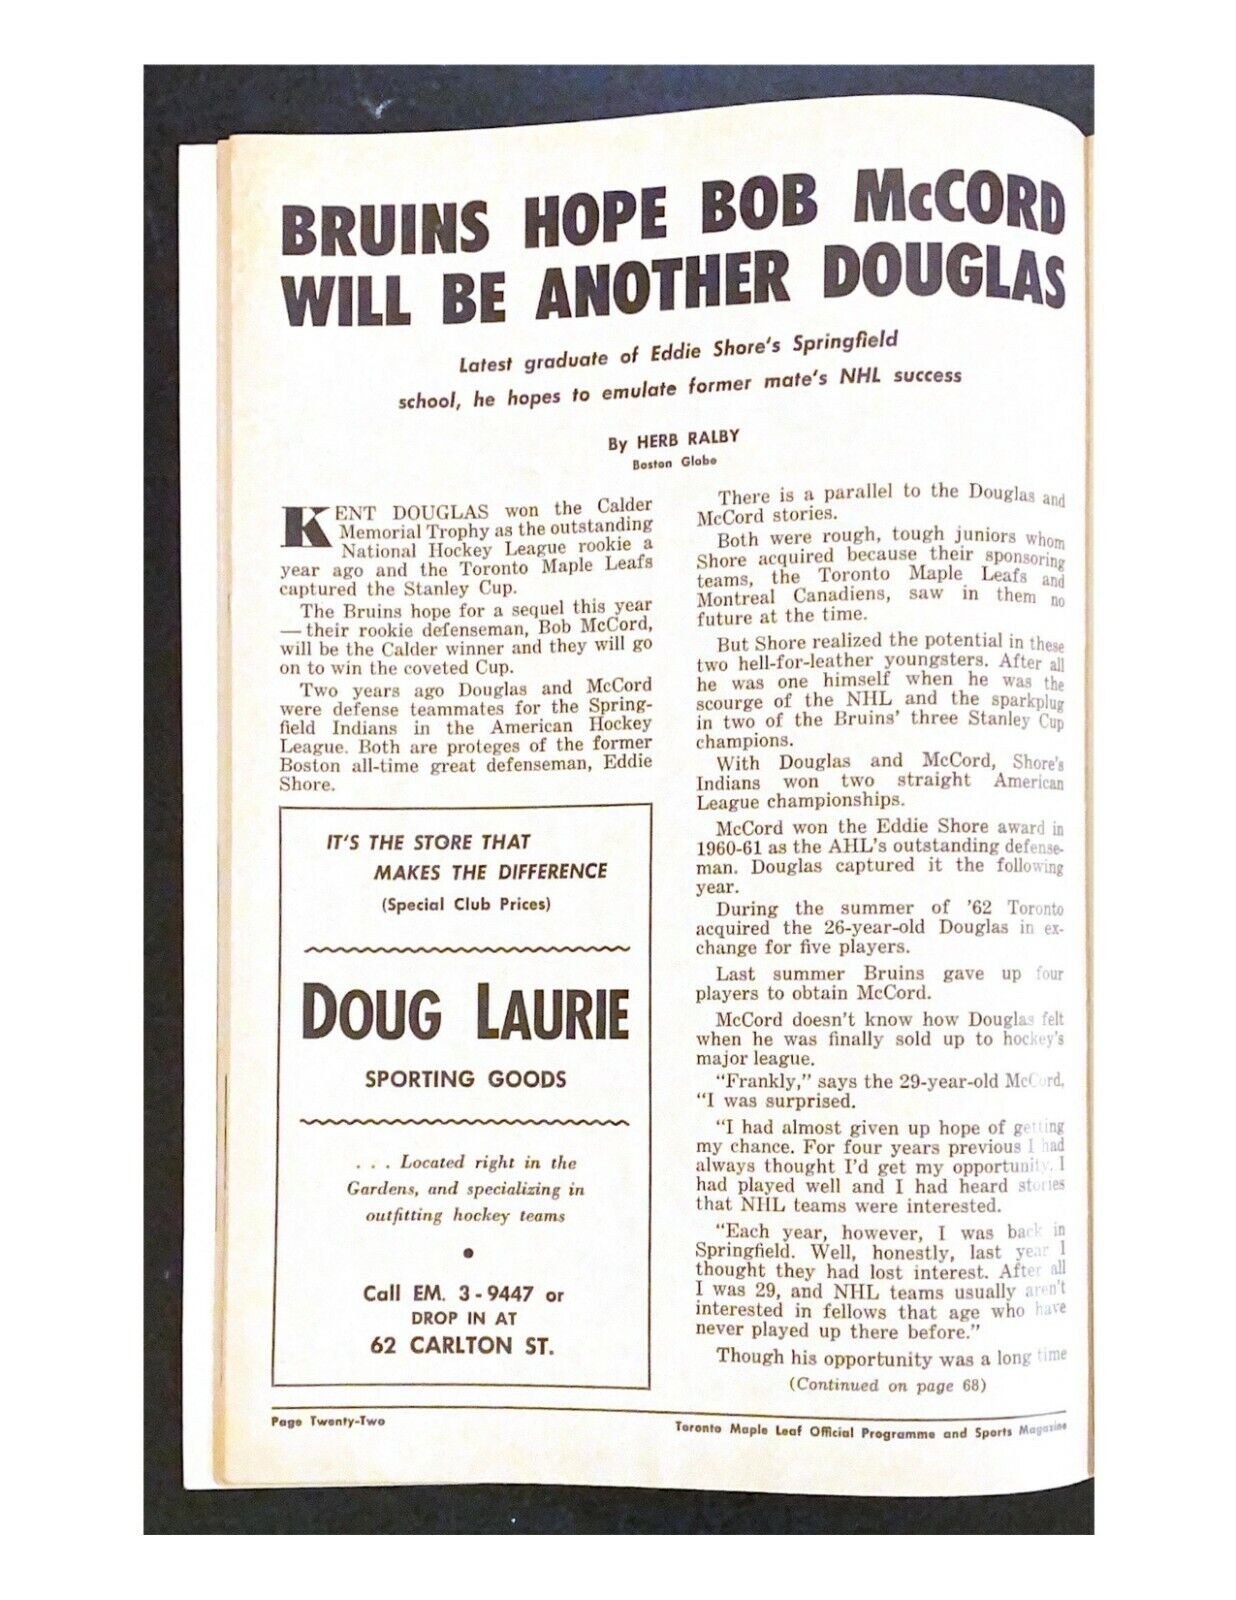 BRUINS HOPE BOB McCORD
WILL BE ANOTHER DOUGLAS
Latest graduate of Eddie Shore's Springfield
school, he hopes to emulate former mate's NHL success
By HERB RALBY
Boston Globe
KENT DOUGLAS won the Calder
Memorial Trophy as the outstanding
National Hockey League rookie a
year ago and the Toronto Maple Leafs
captured the Stanley Cup.
The Bruins hope for a sequel this year
— their rookie defenseman, Bob McCord,
will be the Calder winner and they will go
on to win the coveted Cup.
Two years ago Douglas and McCord
were defense teammates for the Spring-
field Indians in the American Hockey
League. Both are proteges of the former
Boston all-time great defenseman, Eddie
Shore.
IT'S THE STORE THAT
MAKES THE DIFFERENCE
(Special Club Prices)
DOUG LAURIE
SPORTING GOODS
. . . Located right in the
Gardens, and specializing in
outfitting hockey teams
•
Call EM. 3-9447 or
DROP IN AT
62 CARLTON ST.
There is a parallel to the Douglas and
McCord stories.
Both were rough, tough juniors whom
Shore acquired because their sponsoring
teams, the Toronto Maple Leafs and
Montreal Canadiens, saw in them no
future at the time.
But Shore realized the potential in these
two hell-for-leather youngsters. After all
he was one himself when he was the
scourge of the NHL and the sparkplug
in two of the Bruins' three Stanley Cup
champions.
With Douglas and McCord, Shore's
Indians won two straight American
League championships.
McCord won the Eddie Shore award in
1960-61 as the AHL's outstanding defense-
man. Douglas captured it the following
year.
During the summer of '62 Toronto
acquired the 26-year-old Douglas in ex-
change for five players.
Last summer Bruins gave up four
players to obtain McCord.
McCord doesn't know how Douglas felt
when he was finally sold up to hockey's
major league.
"Frankly," says the 29-year-old McCord,
"I was surprised.
"I had almost given up hope of getting
my chance. For four years previous I had
always thought I'd get my opportunity. I
had played well and I had heard stories
that NHL teams were interested.
"Each year, however, I was back in
Springfield. Well, honestly, last year I
thought they had lost interest. After all
I was 29, and NHL teams usually aren't
interested in fellows that age who have
never played up there before."
Though his opportunity was a long time
(Continued on page 68)
Page Twenty-Two
Toronto Maple Leaf Official Programme and Sports Magazine